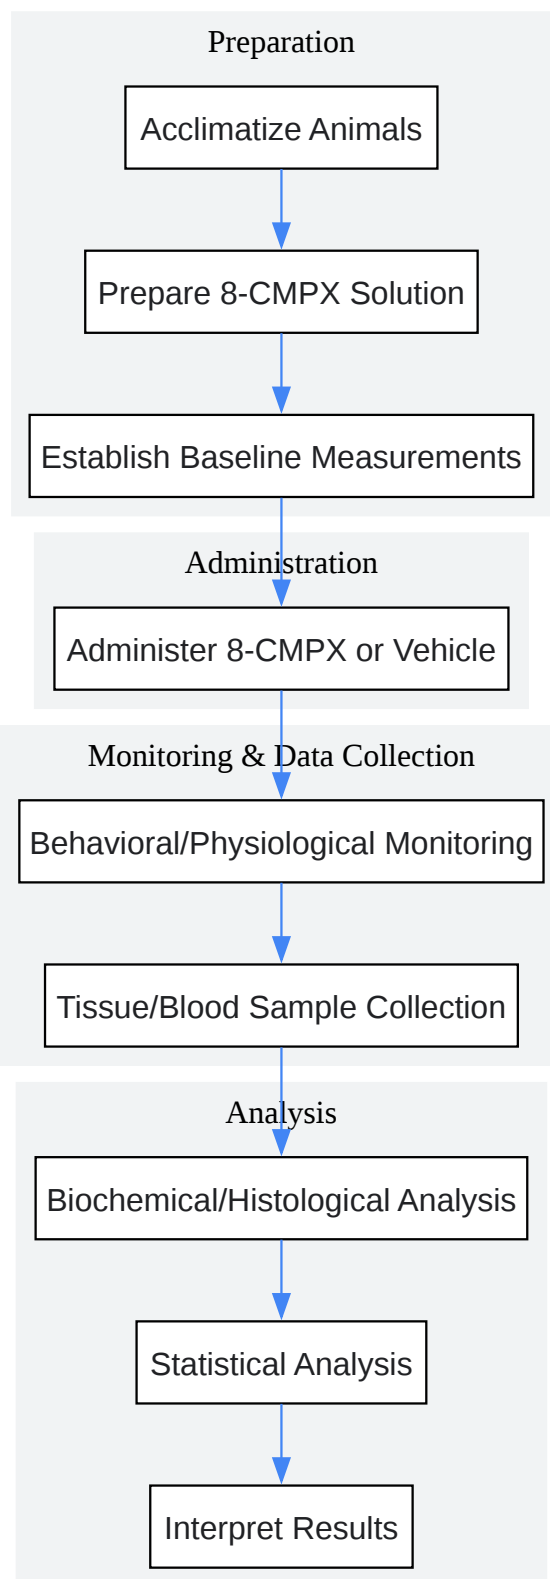 Preparation
Acclimatize Animals
Prepare 8-CMPX Solution
Establish Baseline Measurements
Administration
Administer 8-CMPX or Vehicle
Monitoring & Data Collection
Behavioral/Physiological Monitoring
Tissue/Blood Sample Collection
Analysis
Biochemical/Histological Analysis
Statistical Analysis
Interpret Results